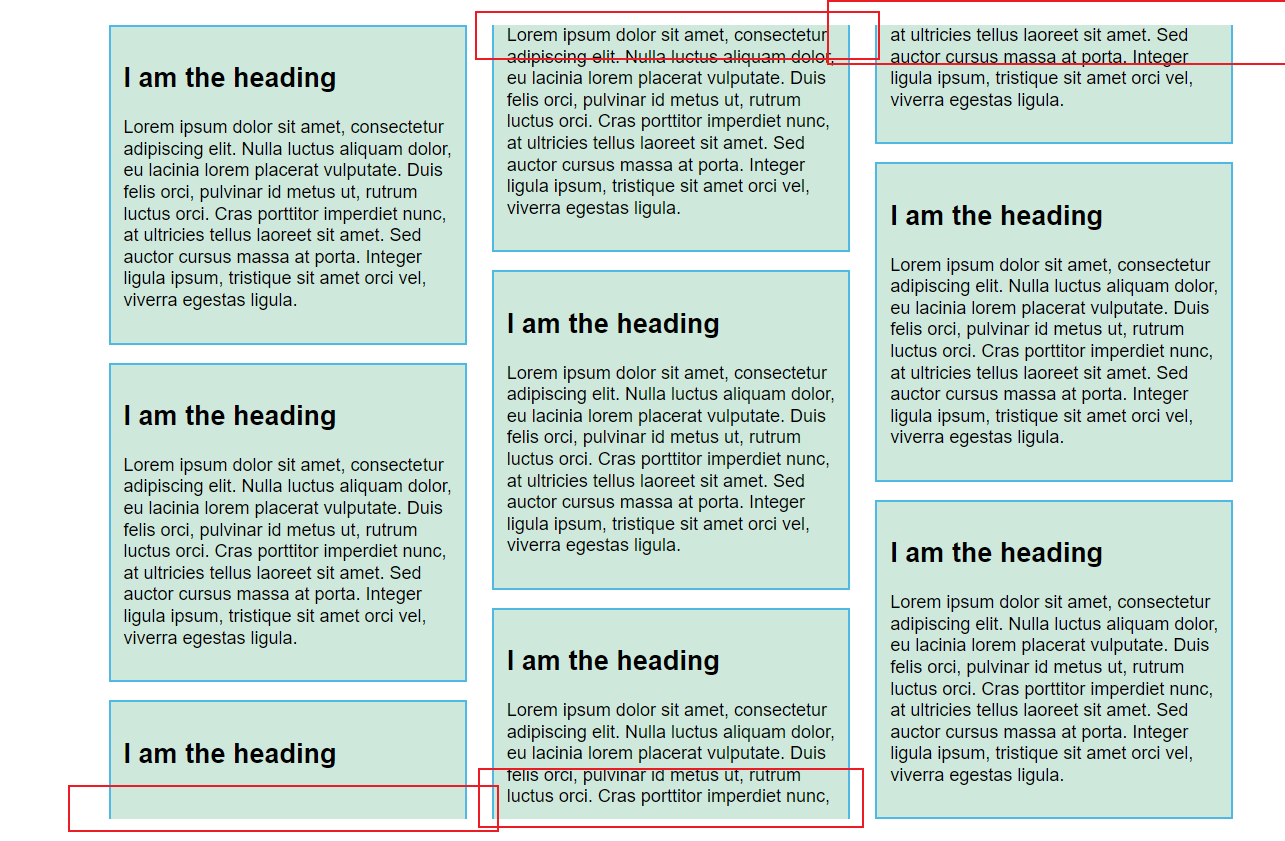 I am the heading
Lorem ipsum dolor sit amet, consectetur
adipiscing elit. Nulla luctus aliquam dolor,
eu lacinia lorem placerat vulputate. Duis
felis orci, pulvinar id metus ut, rutrum
luctus orci. Cras porttitor imperdiet nunc,
at ultricies tellus laoreet sit amet. Sed
auctor cursus massa at porta. Integer
ligula ipsum, tristique sit amet orci vel,
viverra egestas ligula.
I am the heading
Lorem ipsum dolor sit amet, consectetur
adipiscing elit. Nulla luctus aliquam dolor,
eu lacinia lorem placerat vulputate. Duis
felis orci, pulvinar id metus ut, rutrum
luctus orci. Cras porttitor imperdiet nunc,
at ultricies tellus laoreet sit amet. Sed
auctor cursus massa at porta. Integer
ligula ipsum, tristique sit amet orci vel,
viverra egestas ligula.
I am the heading
Lorem ipsum dolor sit amet, consectetur
adipiscing elit. Nulla luctus aliquam dolor,
eu lacinia lorem placerat vulputate. Duis
felis orci, pulvinar id metus ut, rutrum
luctus orci. Cras porttitor imperdiet nunc,
at ultricies tellus laoreet sit amet. Sed
auctor cursus massa at porta. Integer
ligula ipsum, tristique sit amet orci vel,
viverra egestas ligula.
I am the heading
Lorem ipsum dolor sit amet, consectetur
adipiscing elit. Nulla luctus aliquam dolor,
eu lacinia lorem placerat vulputate. Duis
felis orci, pulvinar id metus ut, rutrum
luctus orci. Cras porttitor imperdiet nunc,
at ultricies tellus laoreet sit amet. Sed
auctor cursus massa at porta. Integer
ligula ipsum, tristique sit amet orci vel,
viverra egestas ligula.
I am the heading
Lorem ipsum dolor sit amet, consectetur
adipiscing elit. Nulla luctus aliquam dolor,
eu lacinia lorem placerat vulputate. Duis
felis orci, pulvinar id metus ut, rutrum
luctus orci. Cras porttitor imperdiet nunc,
at ultricies tellus laoreet sit amet. Sed
auctor cursus massa at porta. Integer
ligula ipsum, tristique sit amet orci vel,
viverra egestas ligula.
I am the heading
Lorem ipsum dolor sit amet, consectetur
adipiscing elit. Nulla luctus aliquam dolor,
eu lacinia lorem placerat vulputate. Duis
felis orci, pulvinar id metus ut, rutrum
luctus orci. Cras porttitor imperdiet nunc,
at ultricies tellus laoreet sit amet. Sed
auctor cursus massa at porta. Integer
ligula ipsum, tristique sit amet orci vel,
viverra egestas ligula.
I am the heading
Lorem ipsum dolor sit amet, consectetur
adipiscing elit. Nulla luctus aliquam dolor,
eu lacinia lorem placerat vulputate. Duis
felis orci, pulvinar id metus ut, rutrum
luctus orci. Cras porttitor imperdiet nunc,
at ultricies tellus laoreet sit amet. Sed
auctor cursus massa at porta. Integer
ligula ipsum, tristique sit amet orci vel,
viverra egestas ligula.